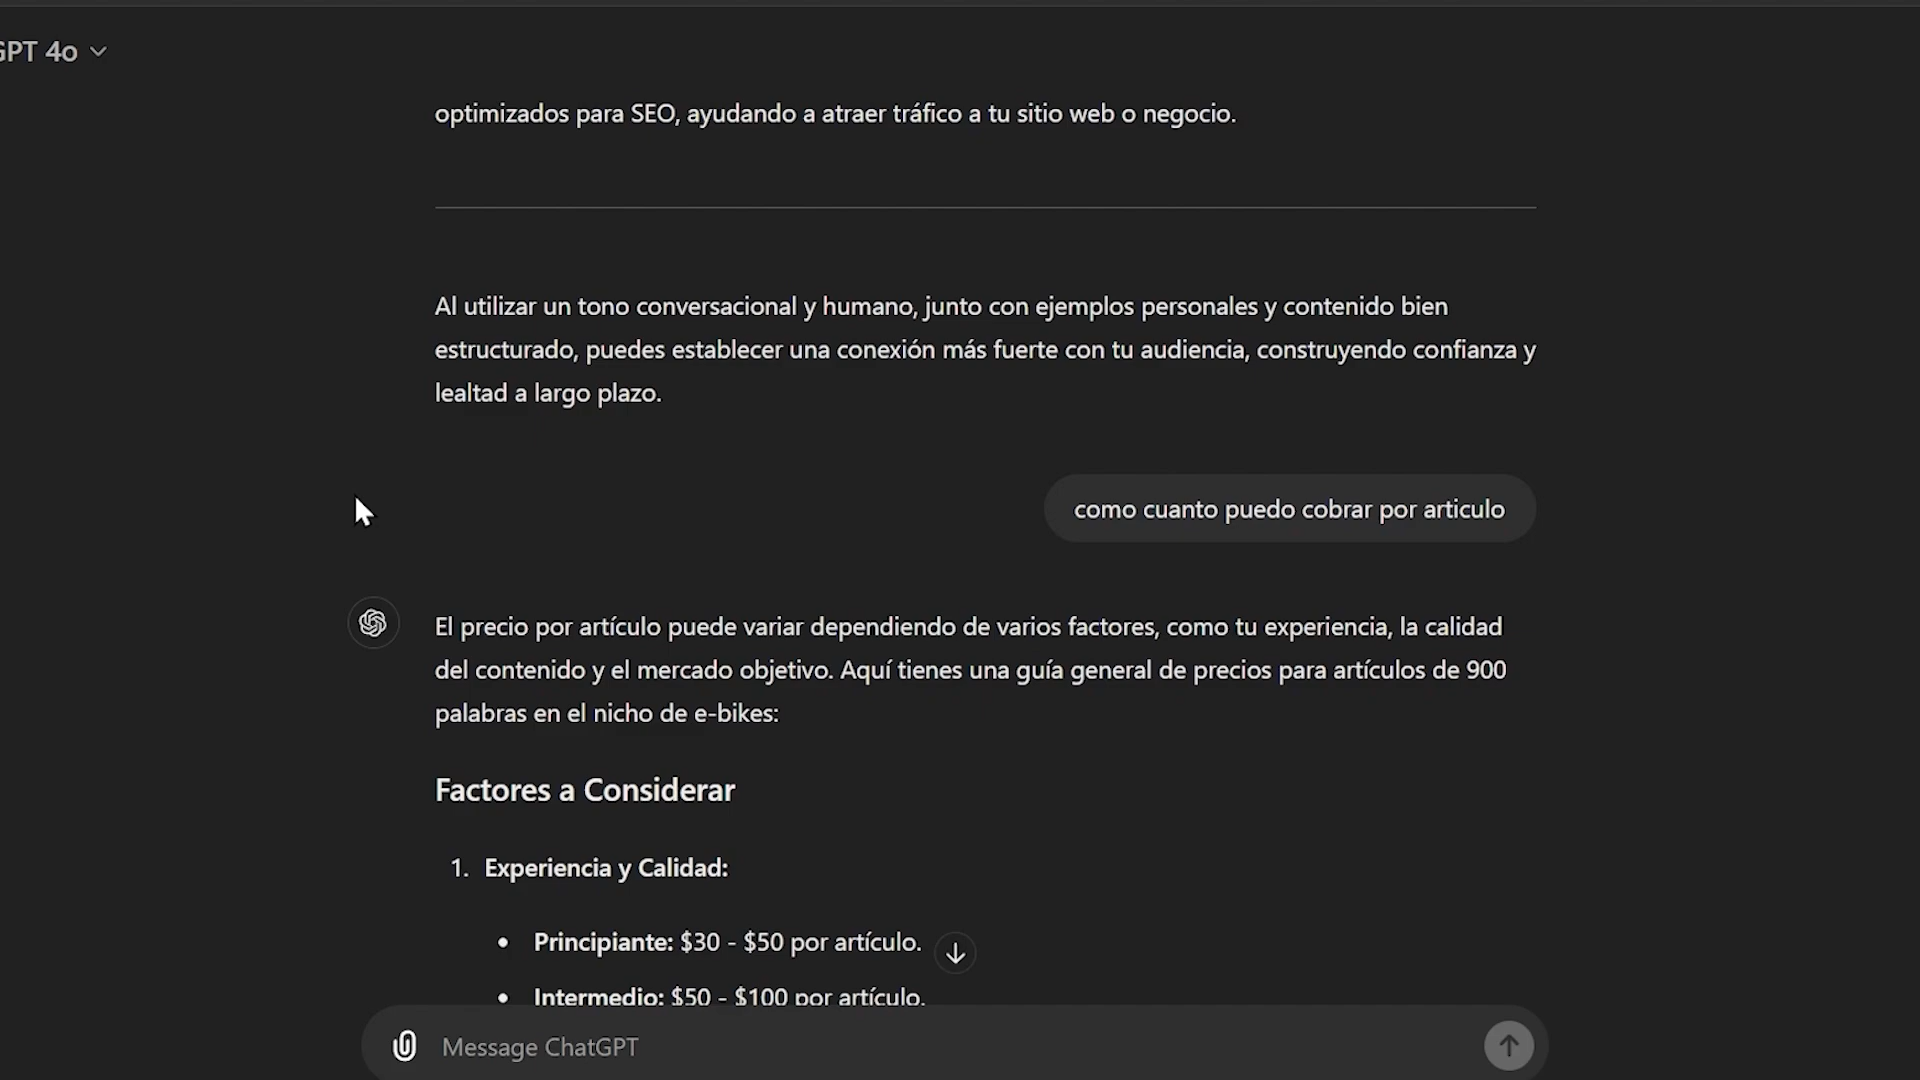 GPT 4o
optimizados para SEO, ayudando a atraer tráfico a tu sitio web o negocio.
Al utilizar un tono conversacional y humano, junto con ejemplos personales y contenido bien
estructurado, puedes establecer una conexión más fuerte con tu audiencia, construyendo confianza y
lealtad a largo plazo.
como cuanto puedo cobrar por articulo
El precio por artículo puede variar dependiendo de varios factores, como tu experiencia, la calidad
del contenido y el mercado objetivo. Aquí tienes una guía general de precios para artículos de 900
palabras en el nicho de e-bikes:
Factores a Considerar
1. Experiencia y Calidad:
• Principiante: $30 - $50 por artículo.
• Intermedio: $50 - $100 por artículo.
Message ChatGPT